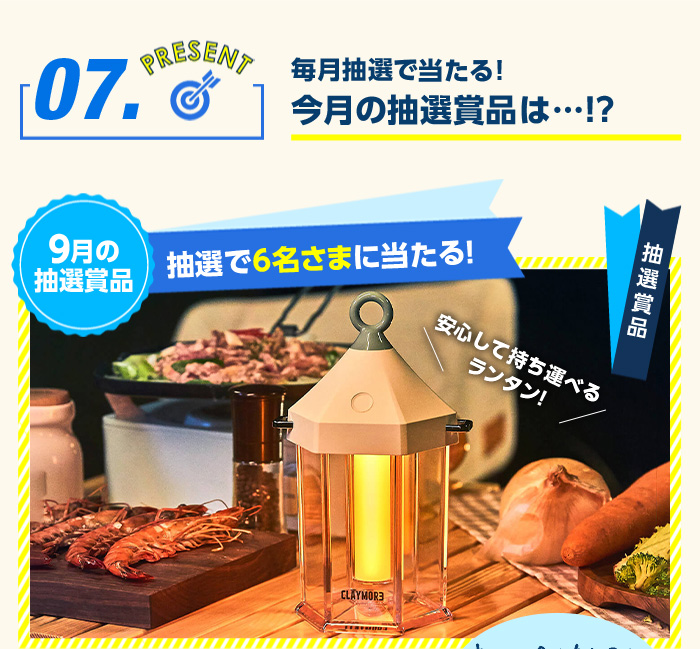 07.
PRESENT
毎月抽選で当たる!
今月の抽選賞品は…!?
9月の
抽選賞品
抽選で6名さまに当たる!
抽選賞品
安心して持ち運べる
ランタン!
CLAYMORE